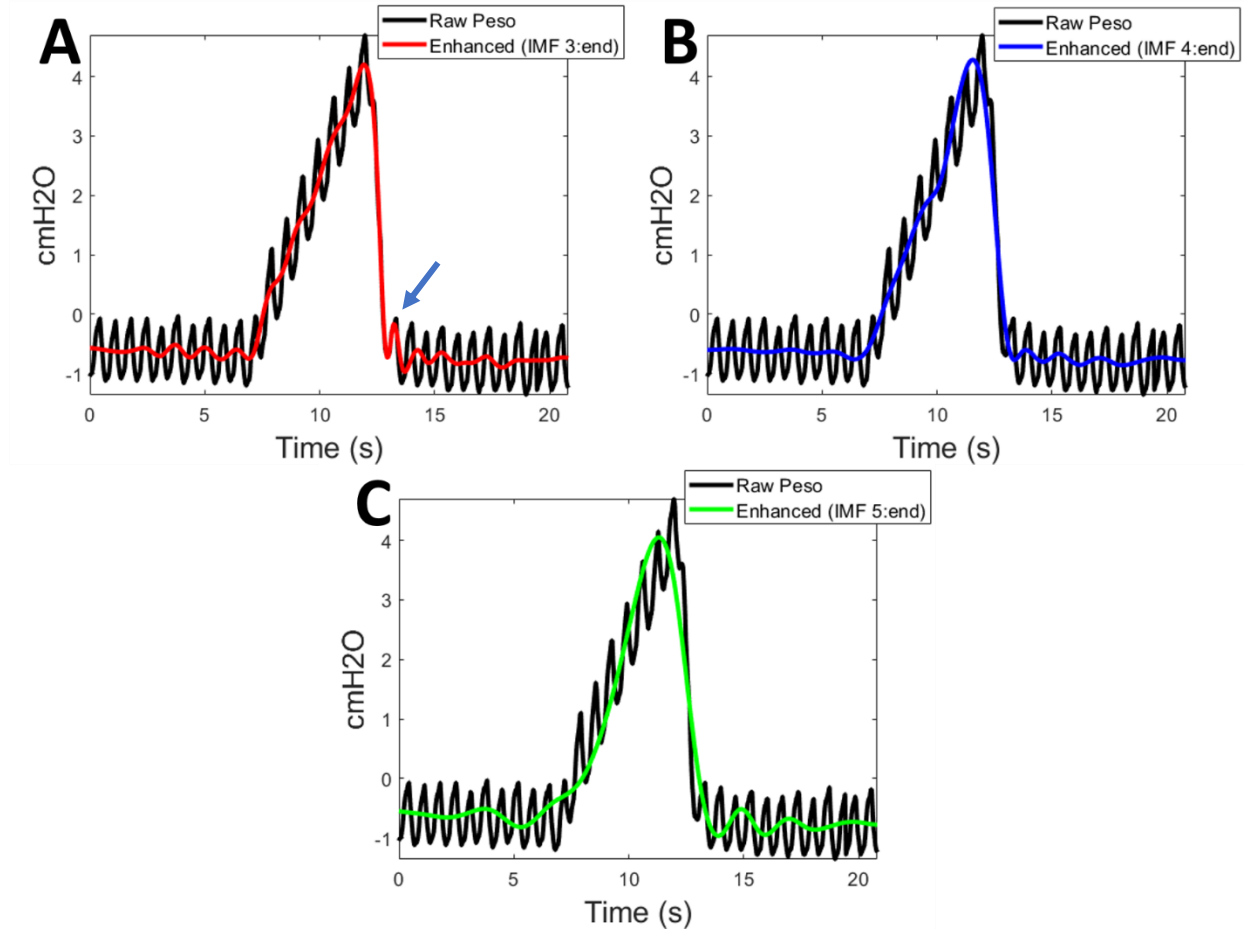 A
Raw Peso
Enhanced (IMF 3:end)
cmH2O
4
3
2
1
0
-1
0
5
10
15
20
Time (s)
B
Raw Peso
Enhanced (IMF 4:end)
cmH2O
4
3
2
1
0
-1
0
5
10
15
20
Time (s)
C
Raw Peso
Enhanced (IMF 5:end)
cmH2O
4
3
2
1
0
-1
0
5
10
15
20
Time (s)